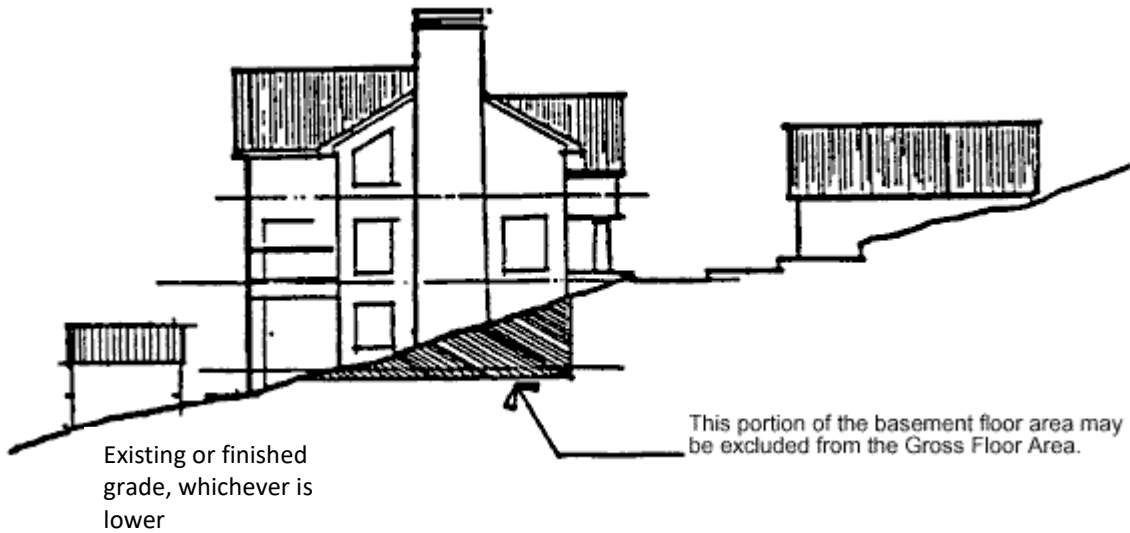 This portion of the basement floor area may
be excluded from the Gross Floor Area.
Existing or finished
grade, whichever is
lower